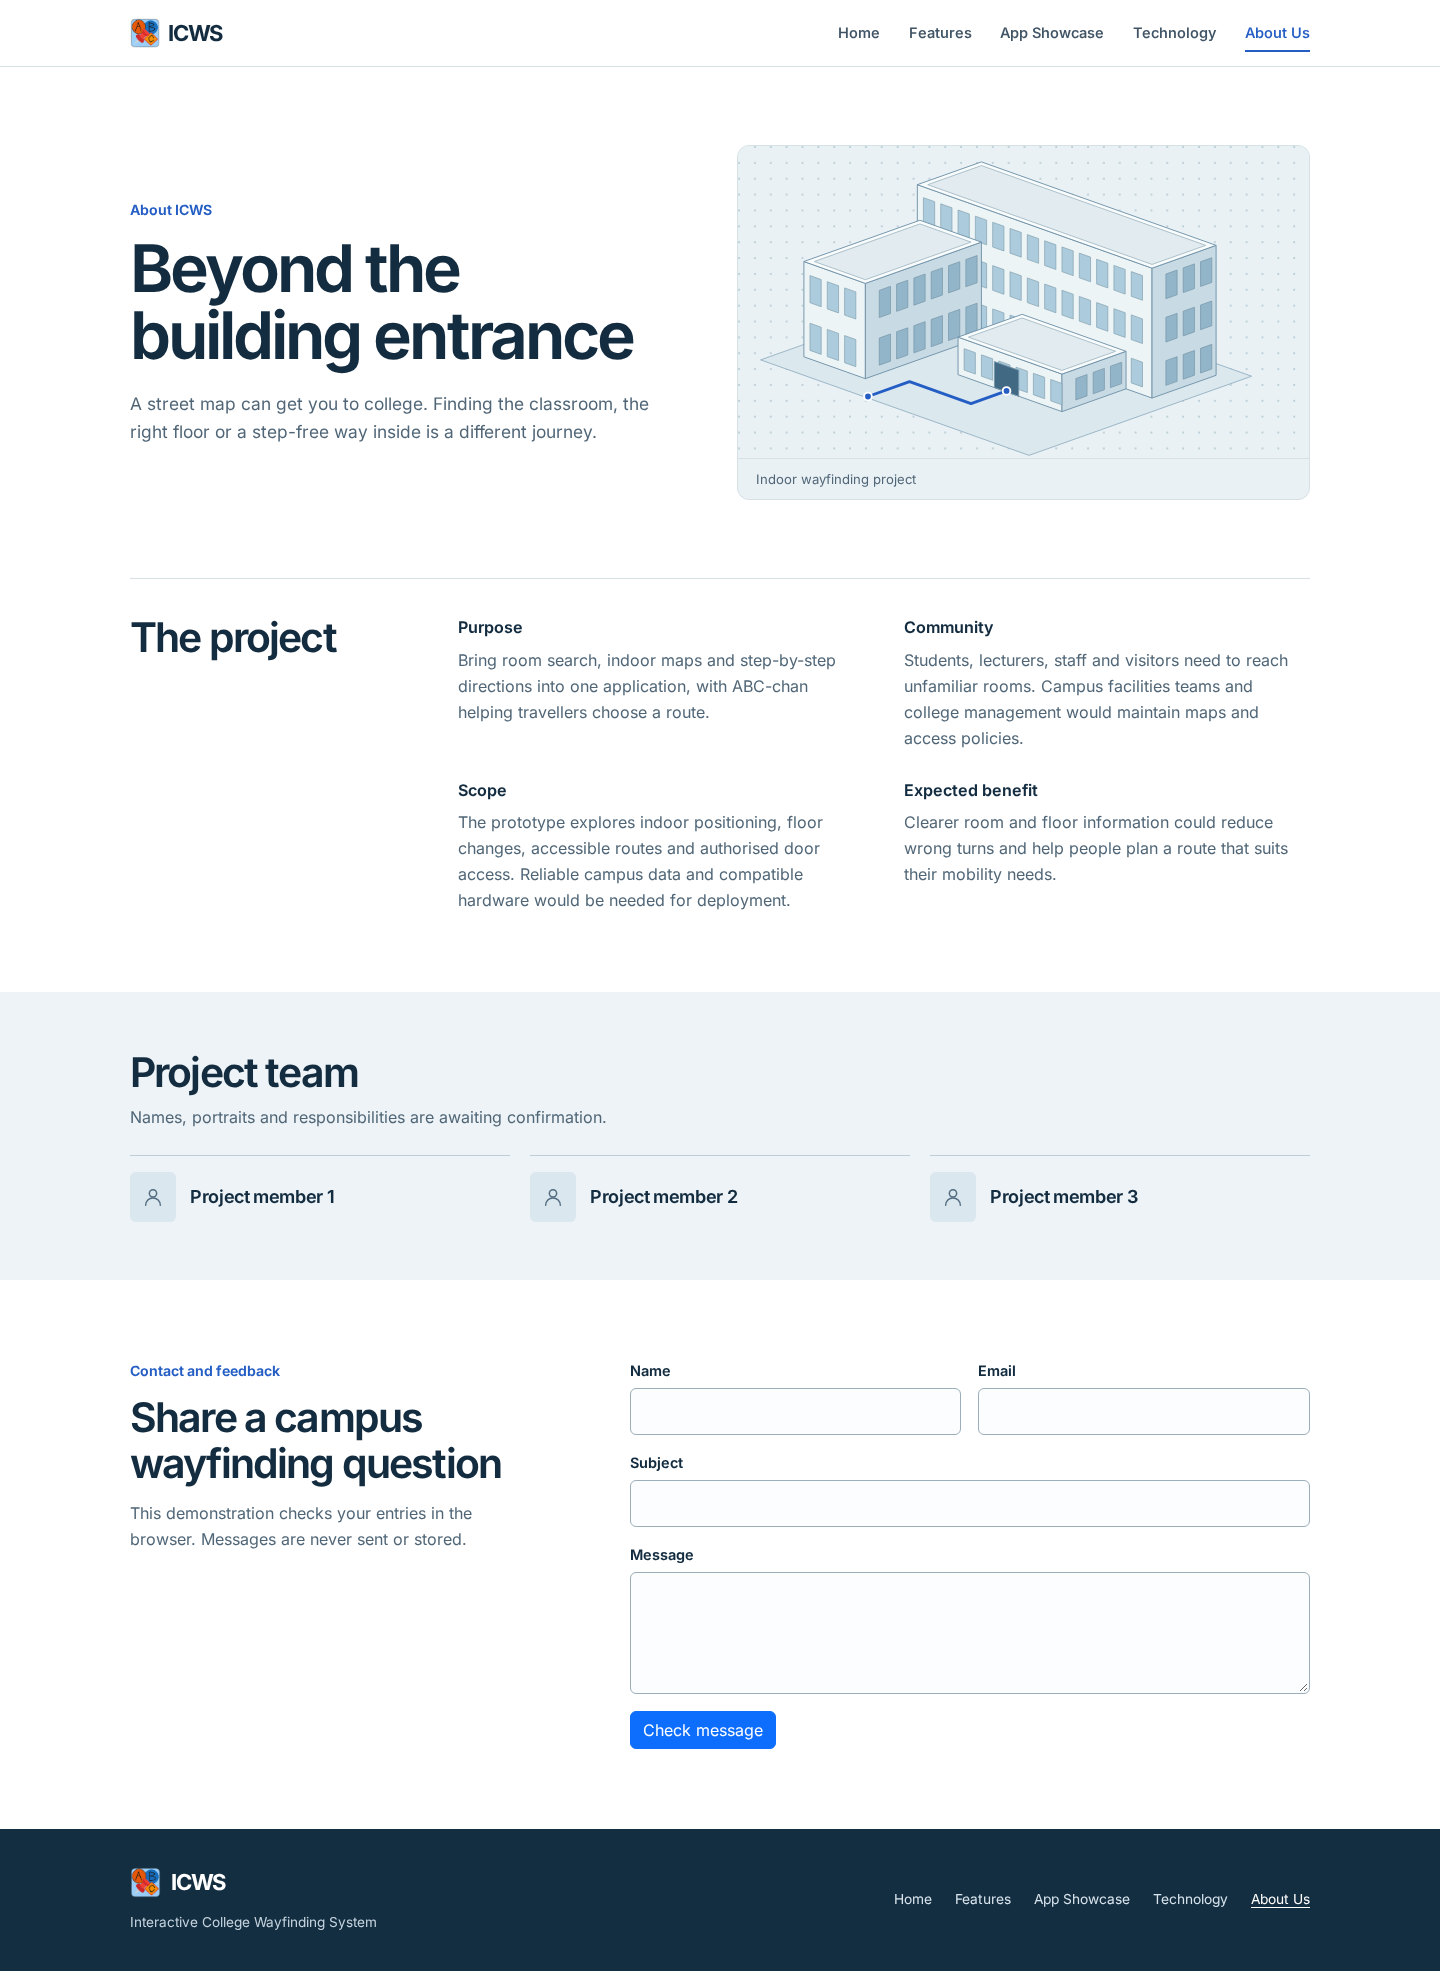 ICWS
Home Features App Showcase Technology About Us
About ICWS
Beyond the
building entrance
A street map can get you to college. Finding the classroom, the
right floor or a step-free way inside is a different journey.
Indoor wayfinding project
The project
Purpose
Bring room search, indoor maps and step-by-step
directions into one application, with ABC-chan
helping travellers choose a route.
Community
Students, lecturers, staff and visitors need to reach
unfamiliar rooms. Campus facilities teams and
college management would maintain maps and
access policies.
Scope
The prototype explores indoor positioning, floor
changes, accessible routes and authorised door
access. Reliable campus data and compatible
hardware would be needed for deployment.
Expected benefit
Clearer room and floor information could reduce
wrong turns and help people plan a route that suits
their mobility needs.
Project team
Names, portraits and responsibilities are awaiting confirmation.
Project member 1
Project member 2
Project member 3
Contact and feedback
Share a campus
wayfinding question
This demonstration checks your entries in the
browser. Messages are never sent or stored.
Name
Email
Subject
Message
Check message
ICWS
Interactive College Wayfinding System
Home Features App Showcase Technology About Us